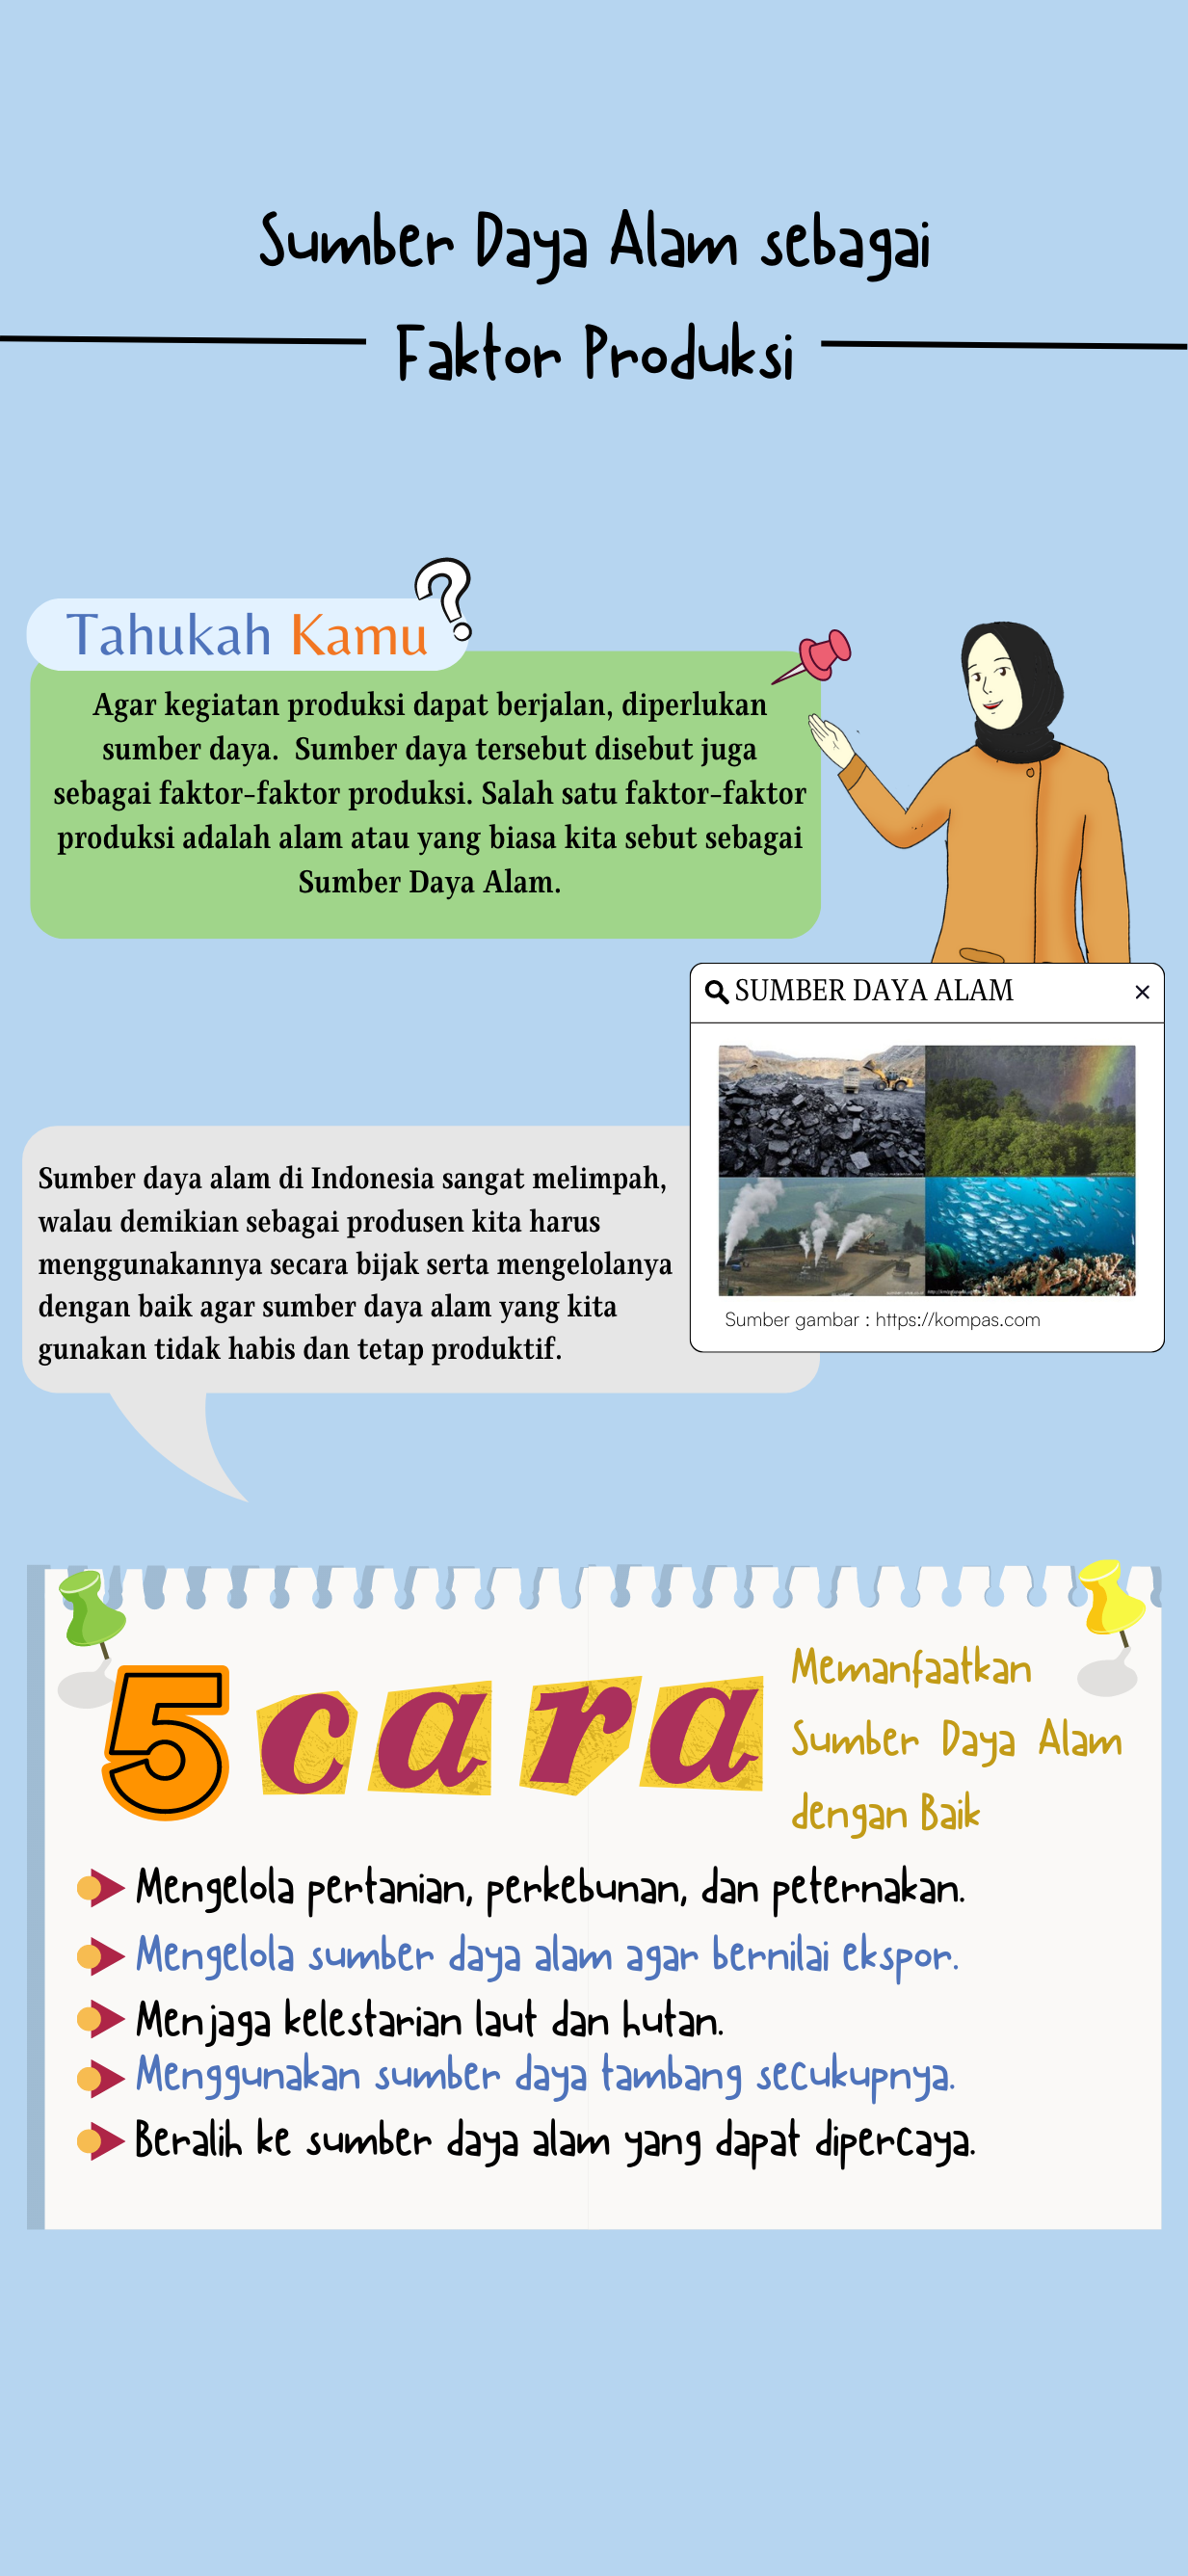 Sumber Daya Alam sebagai
Faktor Produksi
?
Tahukah Kamu
Agar kegiatan produksi dapat berjalan, diperlukan
sumber daya. Sumber daya tersebut disebut juga
sebagai faktor-faktor produksi. Salah satu faktor-faktor
produksi adalah alam atau yang biasa kita sebut sebagai
Sumber Daya Alam.
SUMBER DAYA ALAM
Sumber gambar : https://kompas.com
Sumber daya alam di Indonesia sangat melimpah,
walau demikian sebagai produsen kita harus
menggunakannya secara bijak serta mengelolanya
dengan baik agar sumber daya alam yang kita
gunakan tidak habis dan tetap produktif.
5 cara
Memanfaatkan
Sumber Daya Alam
dengan Baik
Mengelola pertanian, perkebunan, dan peternakan.
Mengelola sumber daya alam agar bernilai ekspor.
Menjaga kelestarian laut dan hutan.
Menggunakan sumber daya tambang secukupnya.
Beralih ke sumber daya alam yang dapat dipercaya.